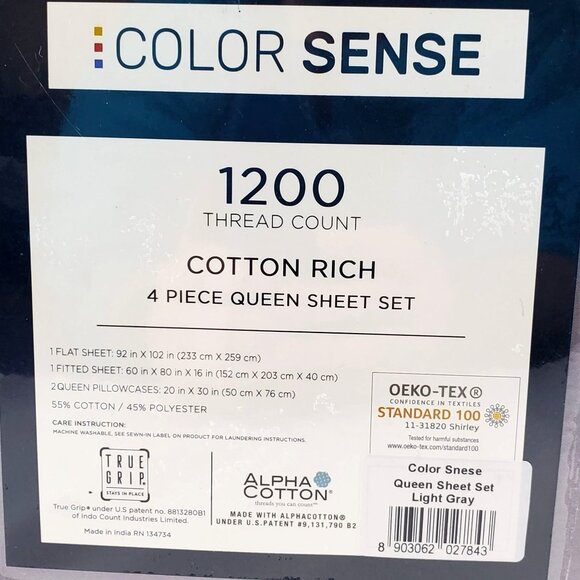 COLOR SENSE
1200
THREAD COUNT
COTTON RICH
4 PIECE QUEEN SHEET SET
1 FLAT SHEET: 92 in X 102 in (233 cm X 259 cm)
1 FITTED SHEET: 60 in X 80 in X 16 in (152 cm X 203 cm X 40 cm)
2QUEEN PILLOWCASES: 20 in X 30 in (50 cm X 76 cm)
55% COTTON / 45% POLYESTER
CARE INSTRUCTION:
MACHINE WASHABLE, SEE SEWN-IN LABEL ON PRODUCT FOR LAUNDERING INSTRUCTIONS.
TRUE
GRIP
STAYS IN PLACE
True Grip® under U.S patent no. 8813280B1
of Indo Count Industries Limited.
Made in India RN 134734
ALPHA
COTTON®
threads you can count™
MADE WITH ALPHACOTTON®
UNDER U.S.PATENT #9,131,790 B2
OEKO-TEX®
CONFIDENCE IN TEXTILES
STANDARD 100
11-31820 Shirley
Tested for harmful substances
www.oeko-tex.com/standard100
Color Snese
Queen Sheet Set
Light Gray
8 903062 027843